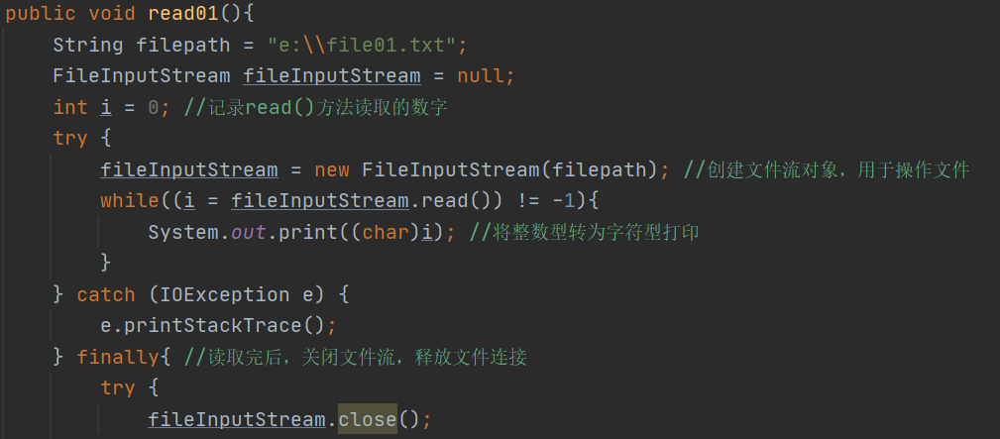 public void read01(){
String filepath = "e:\\file01.txt";
FileInputStream fileInputStream = null;
int i = 0; //记录read()方法读取的数字
try {
fileInputStream = new FileInputStream(filepath); //创建文件流对象，用于操作文件
while((i = fileInputStream.read()) != -1){
System.out.print((char)i); //将整数型转为字符型打印
}
} catch (IOException e) {
e.printStackTrace();
} finally{ //读取完后，关闭文件流，释放文件连接
try {
fileInputStream.close();